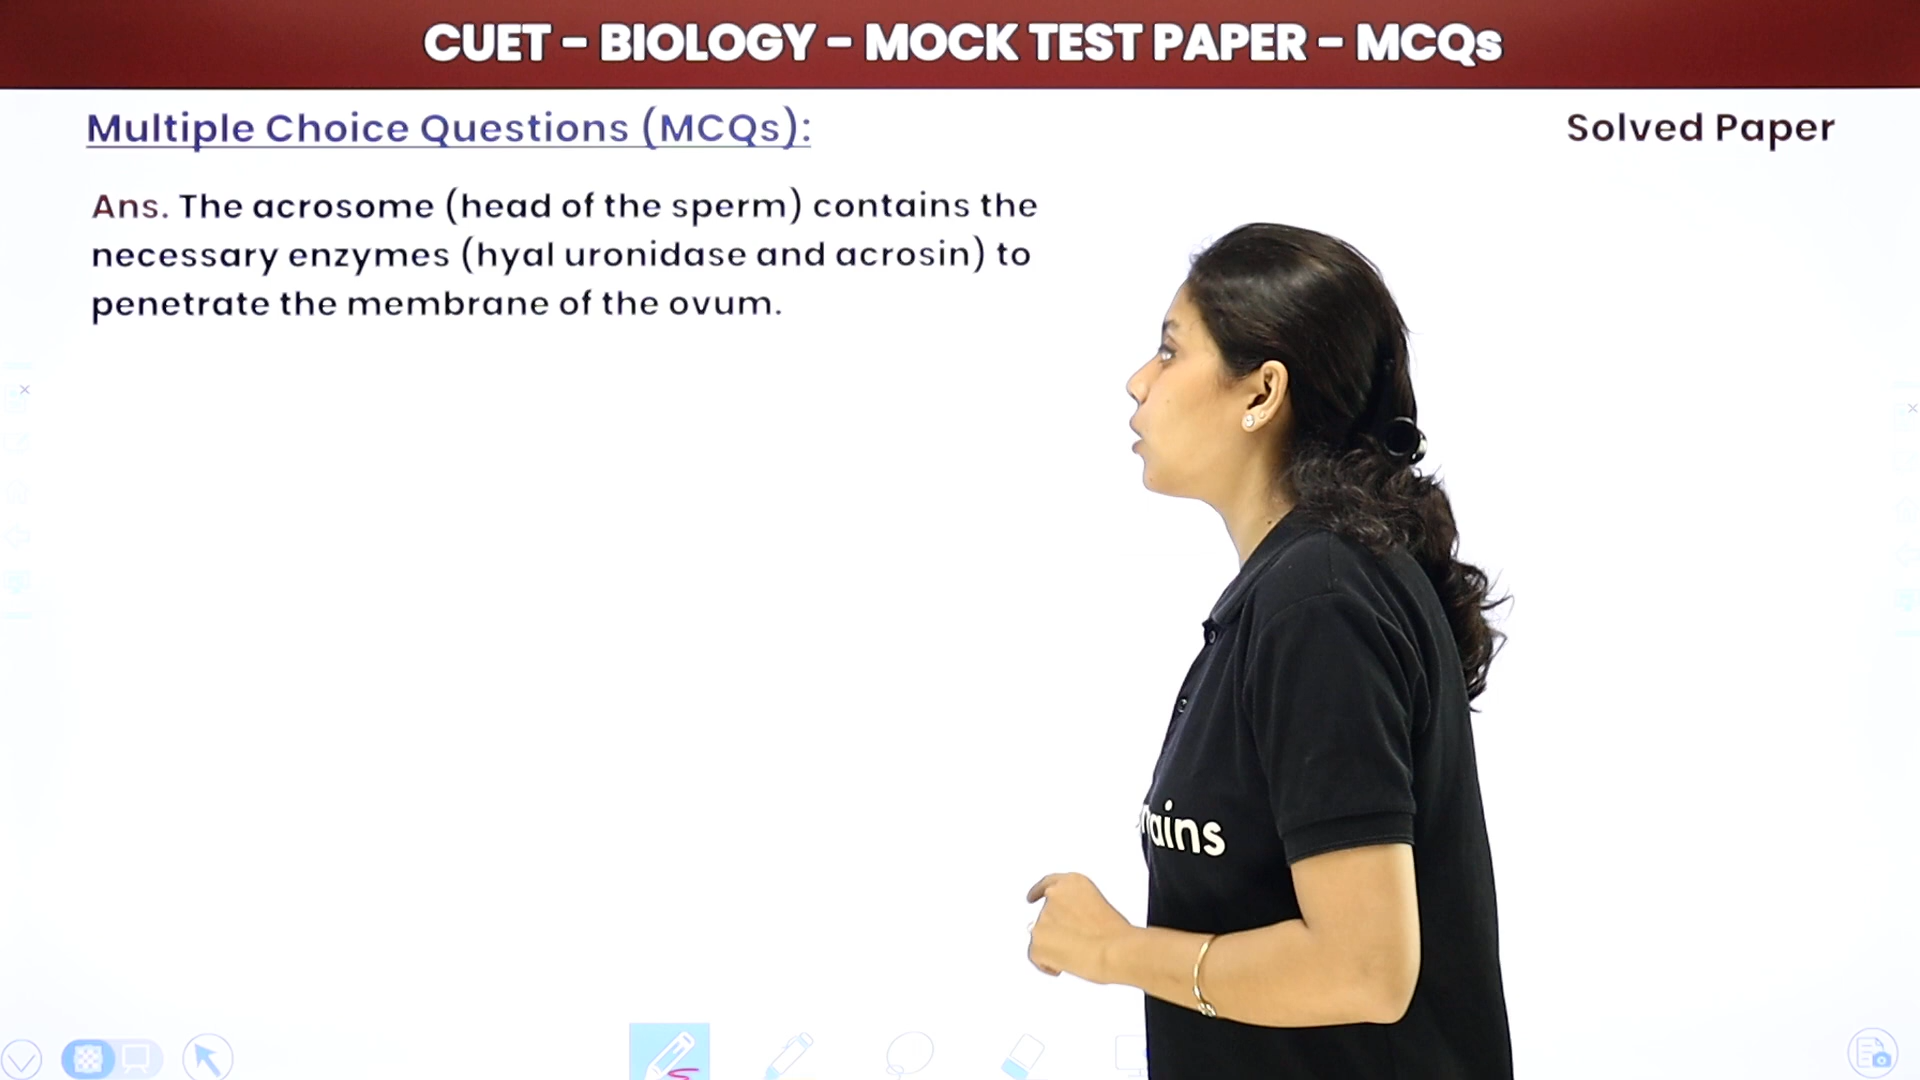 CUET - BIOLOGY - MOCK TEST PAPER - MCQs
Multiple Choice Questions (MCQs):
Solved Paper
Ans. The acrosome (head of the sperm) contains the
necessary enzymes (hyal uronidase and acrosin) to
penetrate the membrane of the ovum.